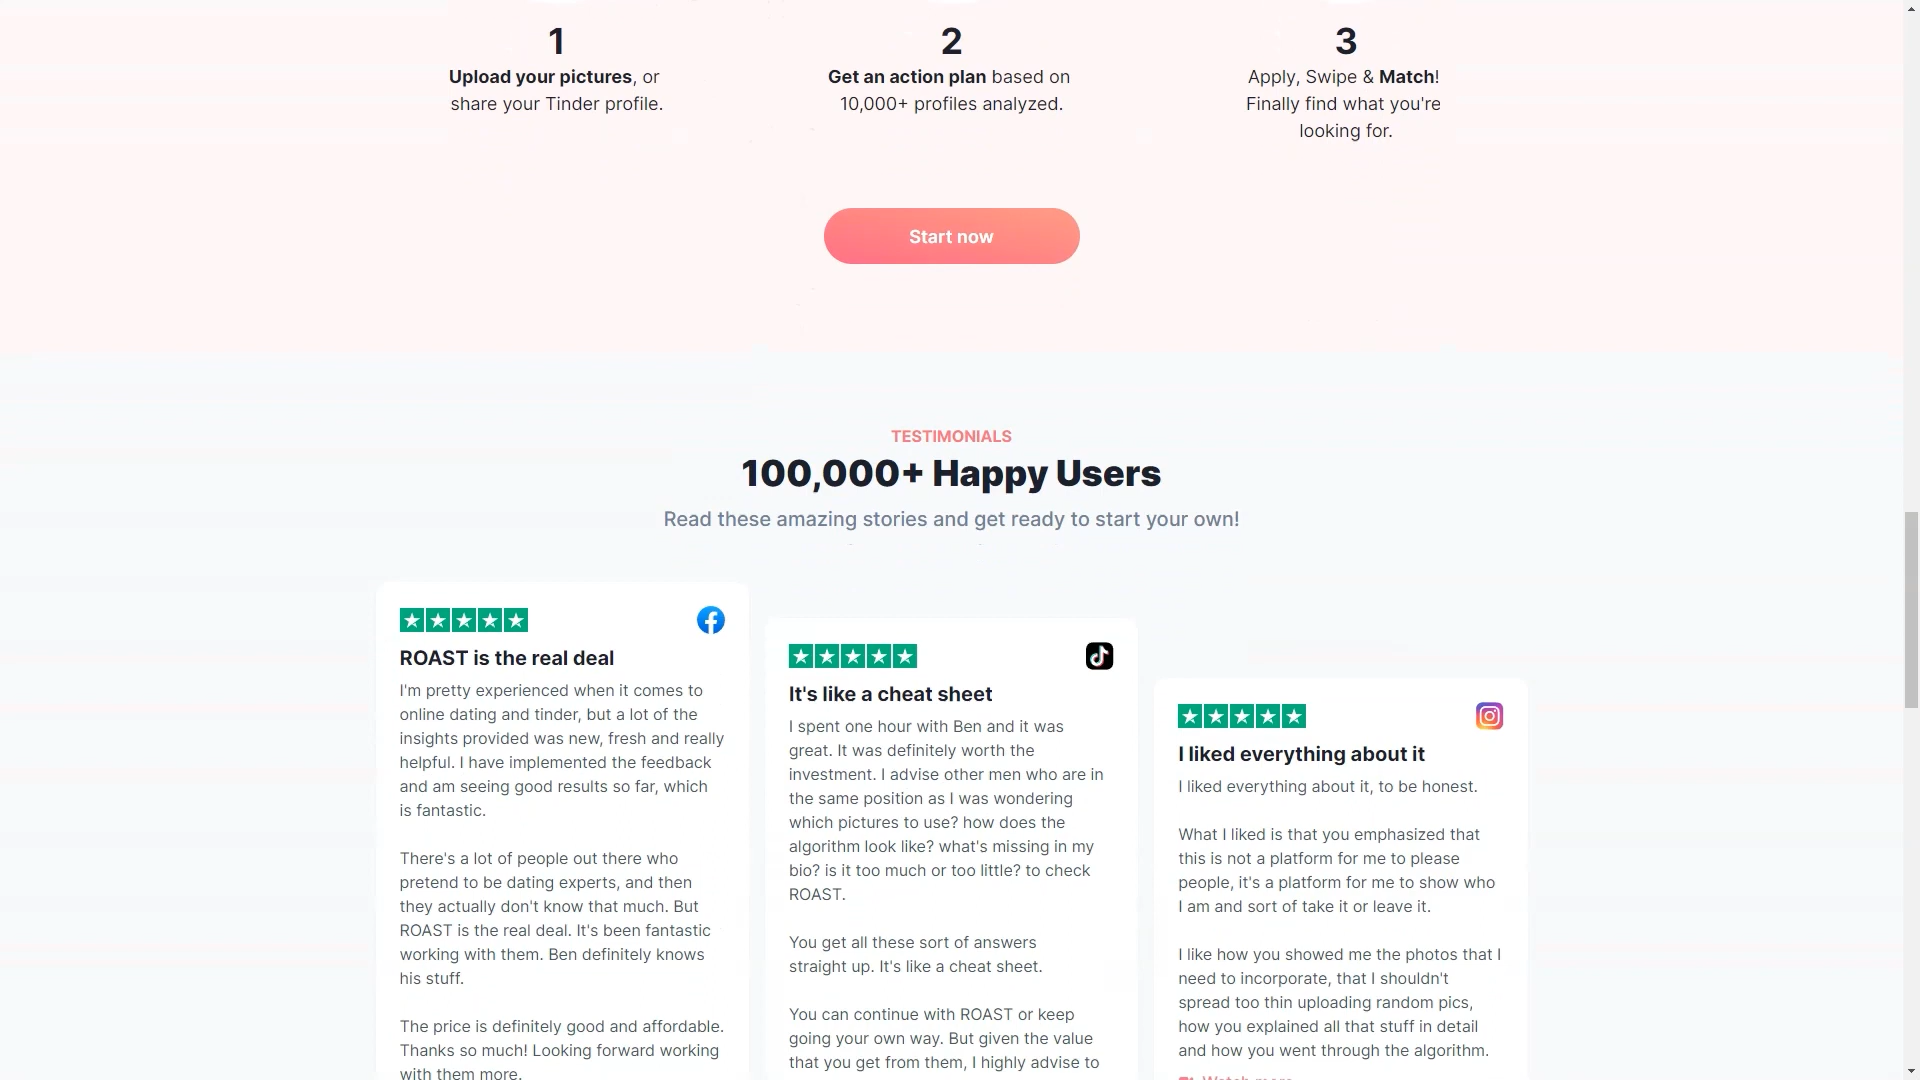 1
Upload your pictures, or
share your Tinder profile.
2
Get an action plan based on
10,000+ profiles analyzed.
3
Apply, Swipe & Match!
Finally find what you're
looking for.
Start now
TESTIMONIALS
100,000+ Happy Users
Read these amazing stories and get ready to start your own!
ROAST is the real deal
I'm pretty experienced when it comes to
online dating and tinder, but a lot of the
insights provided was new, fresh and really
helpful. I have implemented the feedback
and am seeing good results so far, which
is fantastic.
There's a lot of people out there who
pretend to be dating experts, and then
they actually don't know that much. But
ROAST is the real deal. It's been fantastic
working with them. Ben definitely knows
his stuff.
The price is definitely good and affordable.
Thanks so much! Looking forward working
with them more.
It's like a cheat sheet
I spent one hour with Ben and it was
great. It was definitely worth the
investment. I advise other men who are in
the same position as I was wondering
which pictures to use? how does the
algorithm look like? what's missing in my
bio? is it too much or too little? to check
ROAST.
You get all these sort of answers
straight up. It's like a cheat sheet.
You can continue with ROAST or keep
going your own way. But given the value
that you get from them, I highly advise to
I liked everything about it
I liked everything about it, to be honest.
What I liked is that you emphasized that
this is not a platform for me to please
people, it's a platform for me to show who
I am and sort of take it or leave it.
I like how you showed me the photos that I
need to incorporate, that I shouldn't
spread too thin uploading random pics,
how you explained all that stuff in detail
and how you went through the algorithm.
Watch more